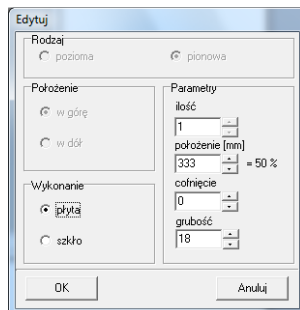 Edytuj
Rodzaj
pozioma
pionowa
Położenie
w górę
w dół
Wykonanie
płyta
szkło
Parametry
ilość
1
położenie [mm]
333 = 50 %
cofnięcie
0
grubość
18
OK
Anuluj